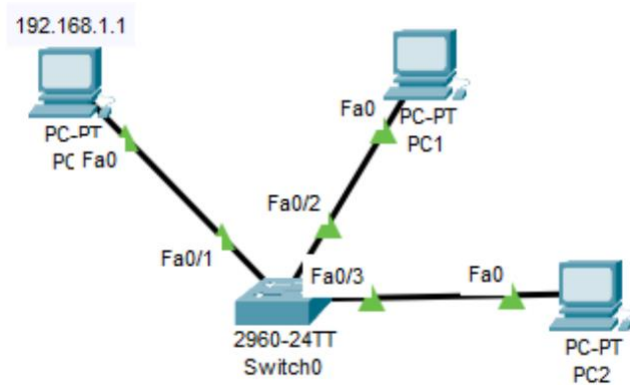 192.168.1.1
PC-PT
PC
Fa0
Fa0
PC-PT
PC1
Fa0/2
Fa0/1
Fa0/3
Fa0
2960-24TT
Switch0
PC-PT
PC2